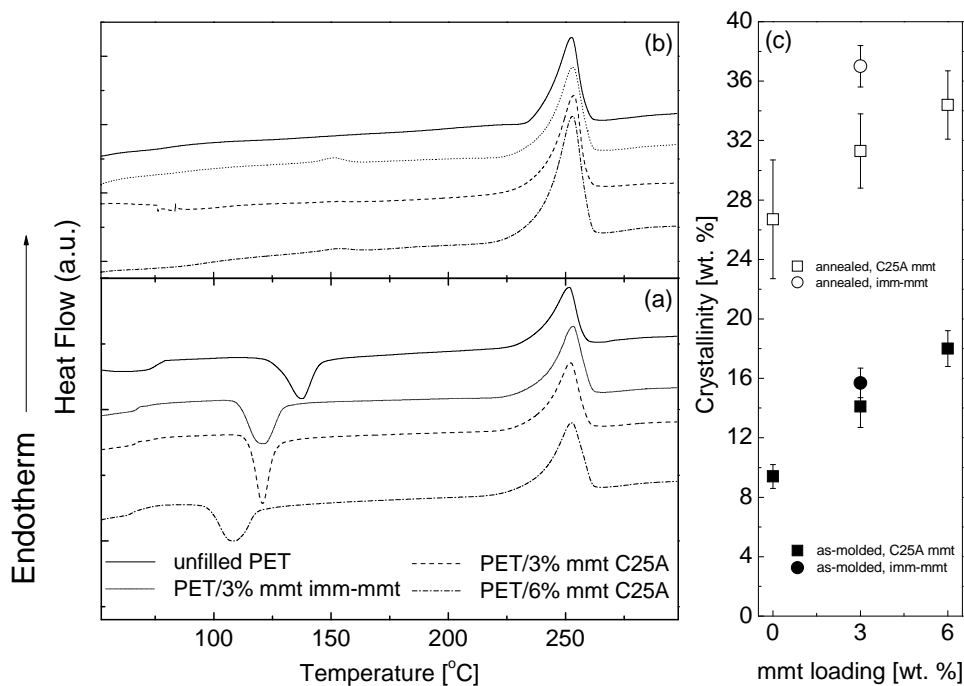 (b)
(a)
Endotherm
Heat Flow (a.u.)
unfilled PET
PET/3% mmt imm-mmt
PET/3% mmt C25A
PET/6% mmt C25A
100
150
200
250
Temperature [°C]
(c)
40
36
32
28
24
20
16
12
8
4
0
Crystallinity [wt. %]
annealed, C25A mmt
annealed, imm-mmt
as-molded, C25A mmt
as-molded, imm-mmt
0
3
6
mmt loading [wt. %]